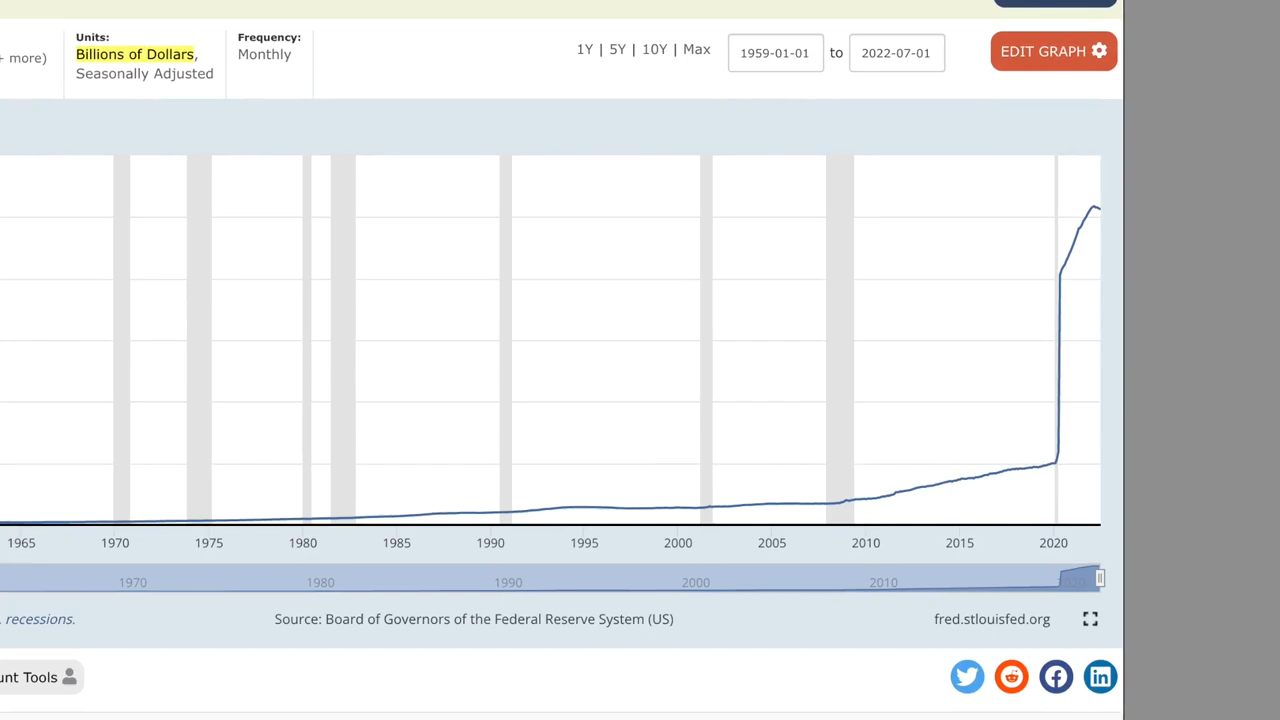 + more)
Units:
Billions of Dollars,
Seasonally Adjusted
Frequency:
Monthly
1Y | 5Y | 10Y | Max
1959-01-01 to 2022-07-01
EDIT GRAPH
1965 1970 1975 1980 1985 1990 1995 2000 2005 2010 2015 2020
1970 1980 1990 2000 2010 2020
recessions.
Source: Board of Governors of the Federal Reserve System (US)
fred.stlouisfed.org
unt Tools
in